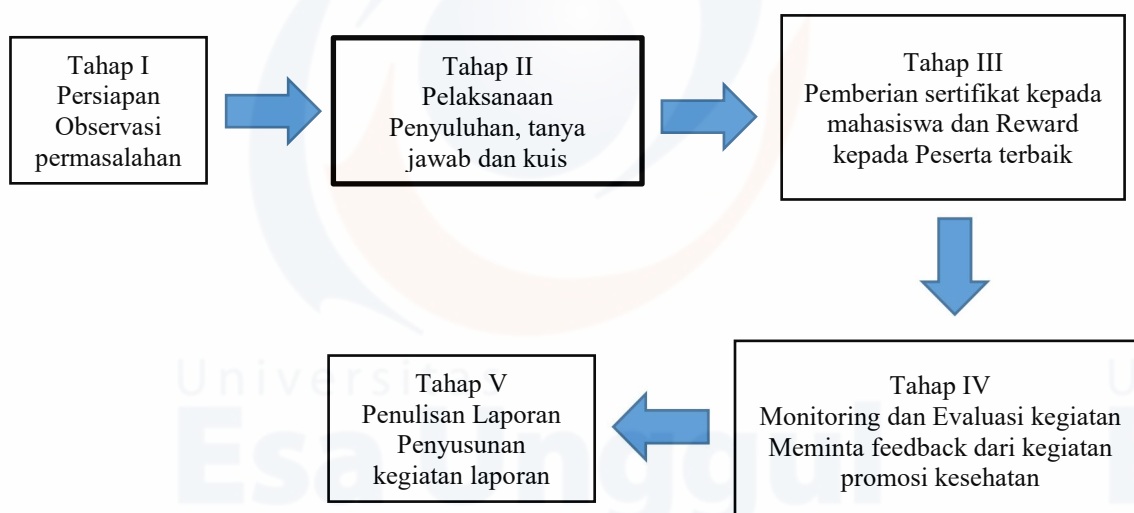 Tahap I
Persiapan
Observasi
permasalahan
Tahap II
Pelaksanaan
Penyuluhan, tanya
jawab dan kuis
Tahap III
Pemberian sertifikat kepada
mahasiswa dan Reward
kepada Peserta terbaik
Tahap IV
Monitoring dan Evaluasi kegiatan
Meminta feedback dari kegiatan
promosi kesehatan
Tahap V
Penulisan Laporan
Penyusunan
kegiatan laporan
Universitas
Esa Unggul
U